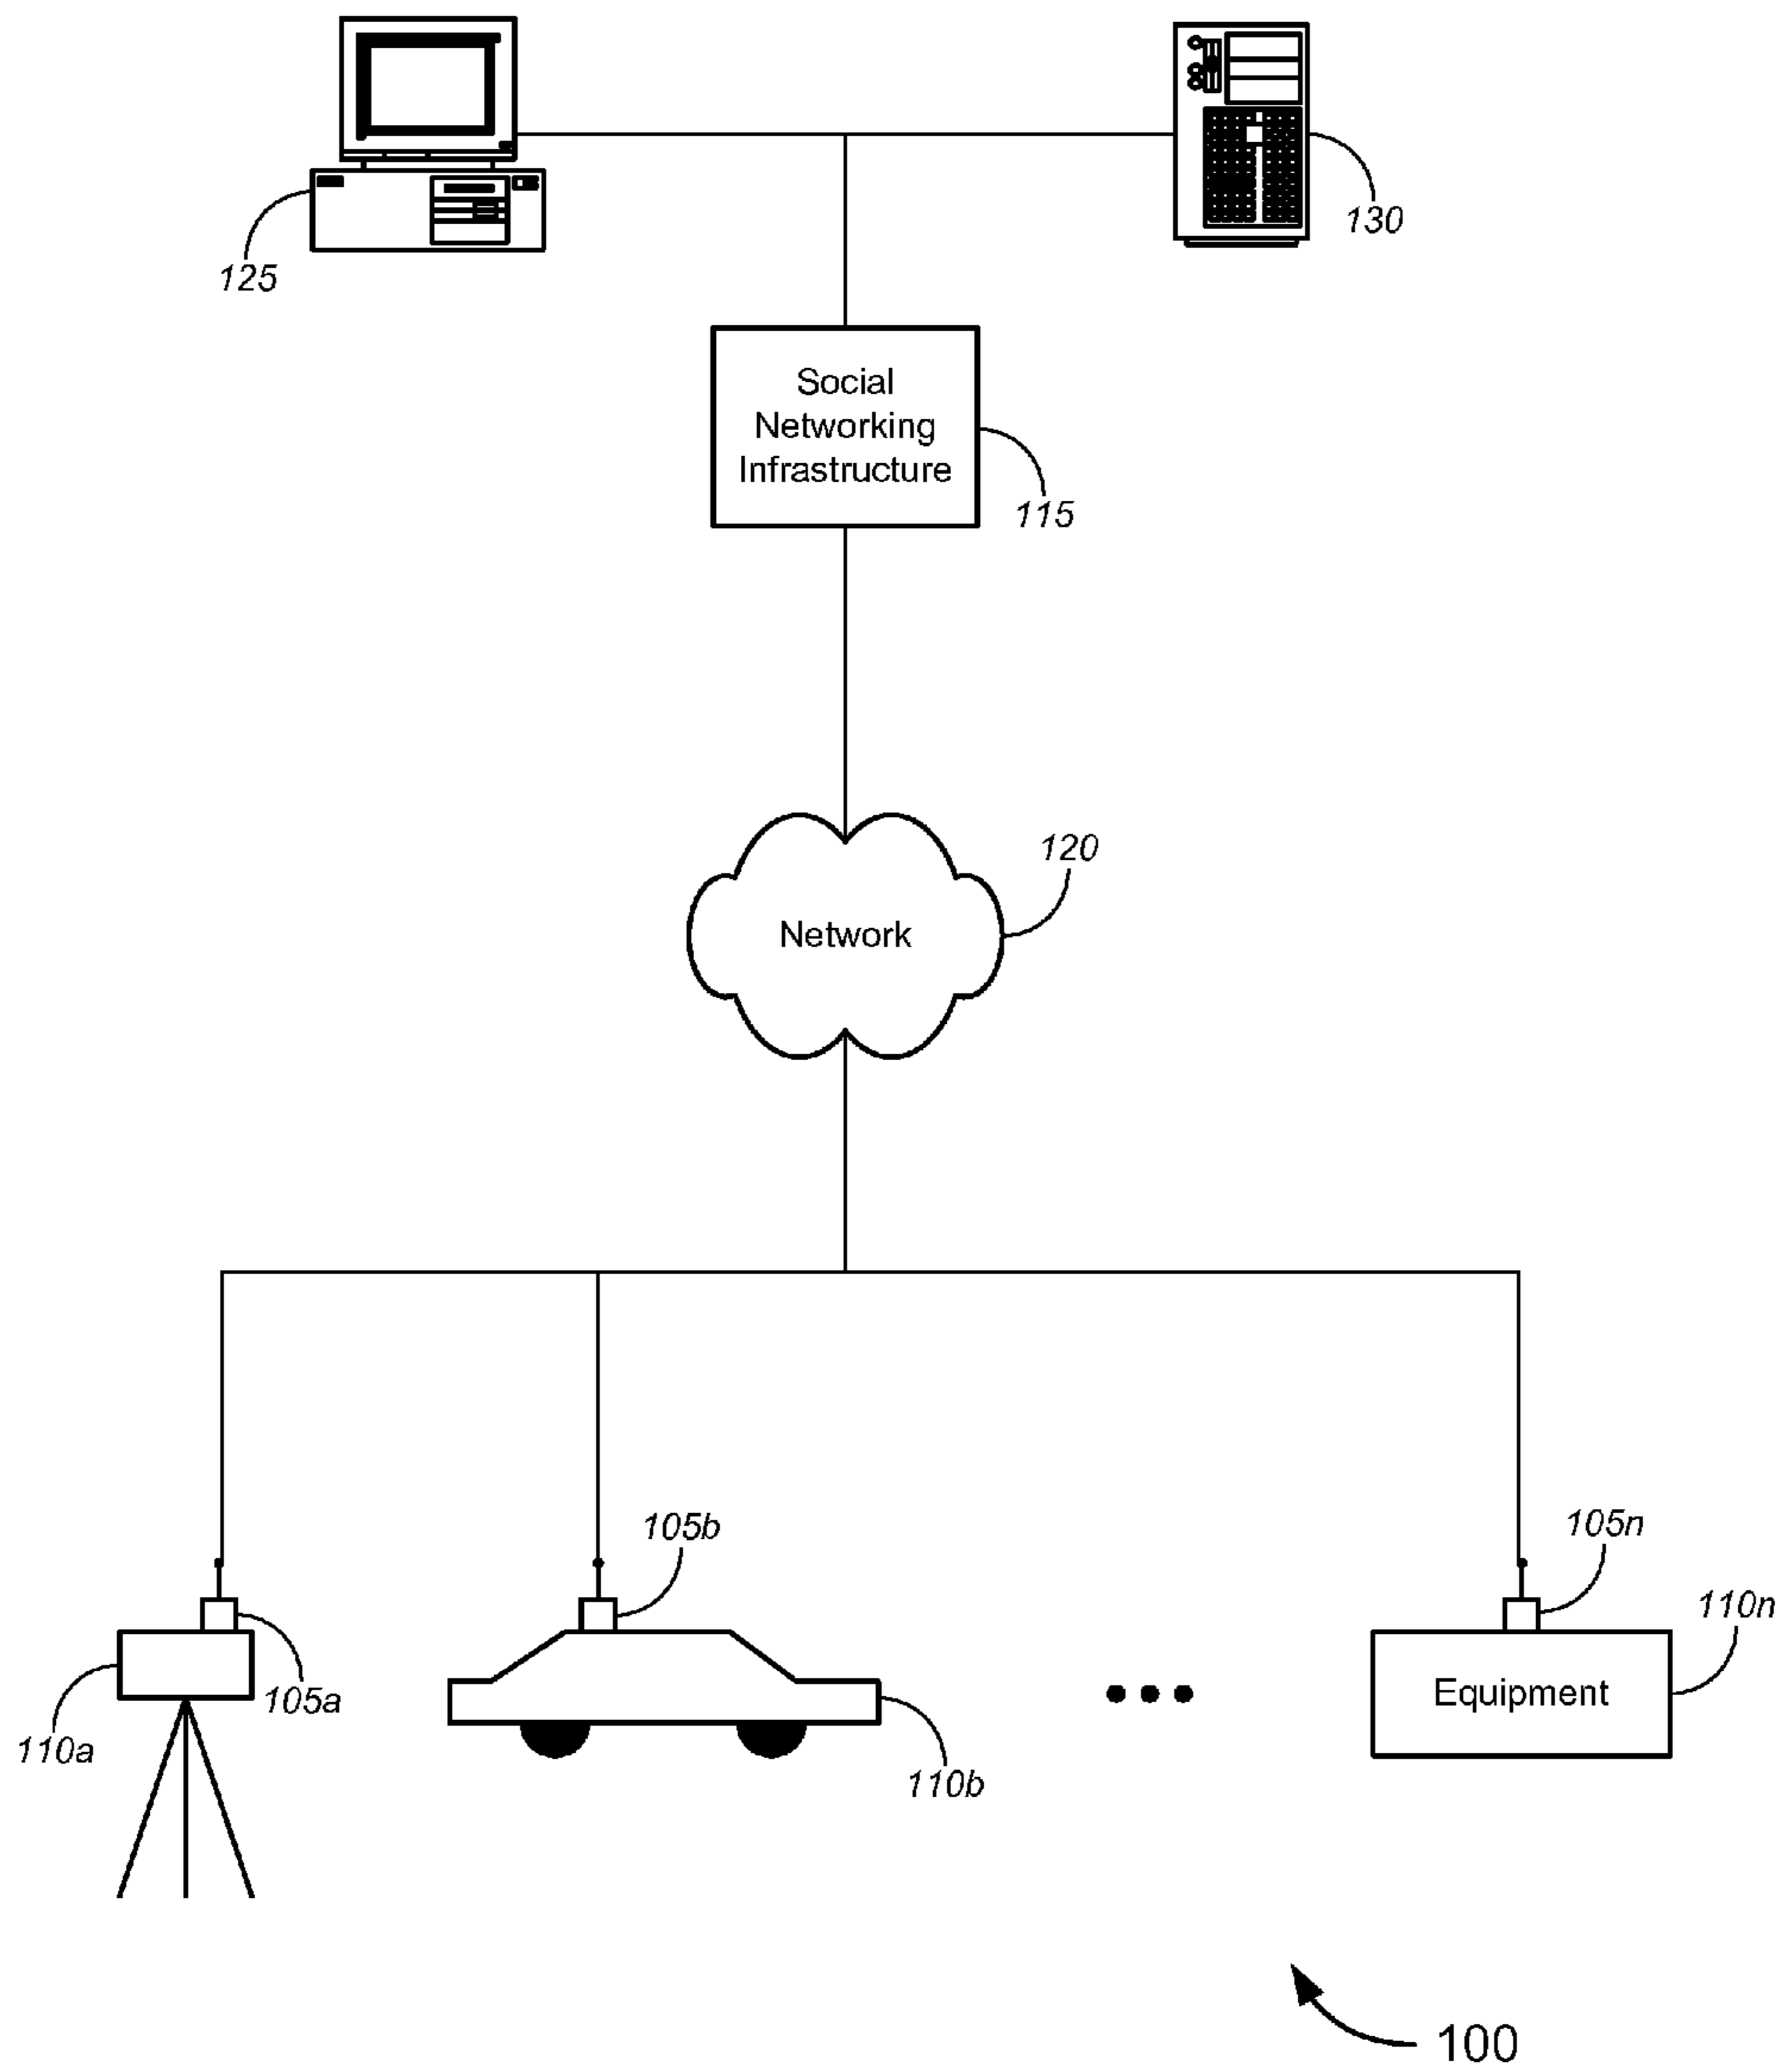 130
125
Social
Networking
Infrastructure
115
120
Network
105b
105n
110n
105a
Equipment
110a
110b
100